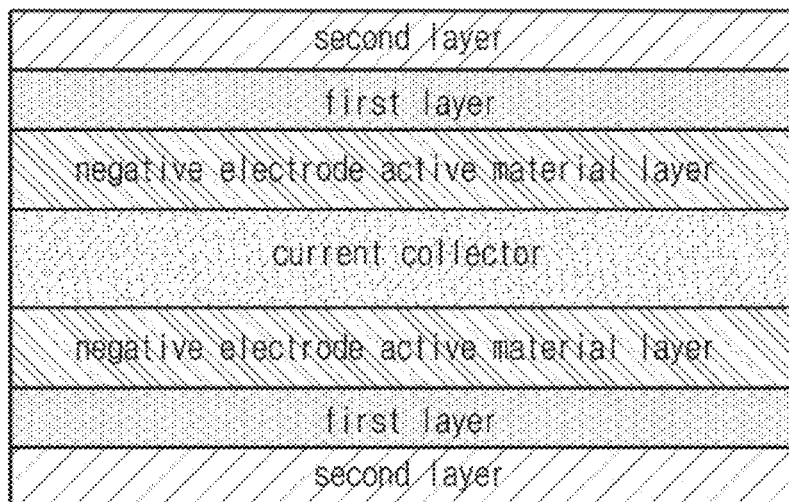 second layer
first layer
negative electrode active material layer
current collector
negative electrode active material layer
first layer
second layer